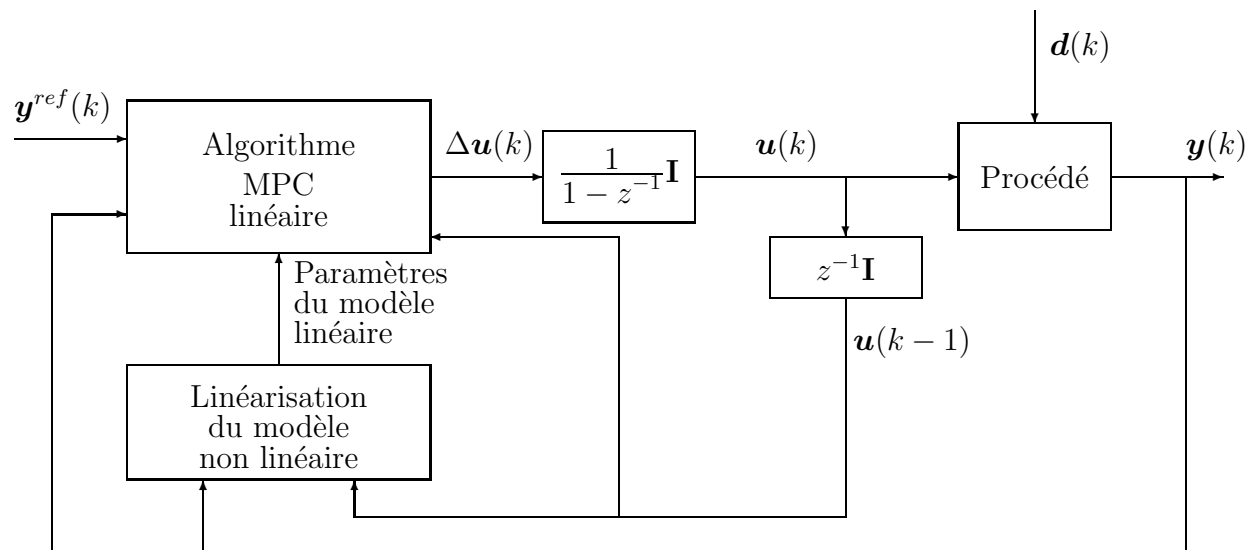 d(k)
y^{ref}(k)
Algorithme
MPC
linéaire
Δu(k)
\frac{1}{1 - z^{-1}}I
u(k)
Procédé
y(k)
z^{-1}I
Paramètres
du modèle
linéaire
u(k − 1)
Linéarisation
du modèle
non linéaire